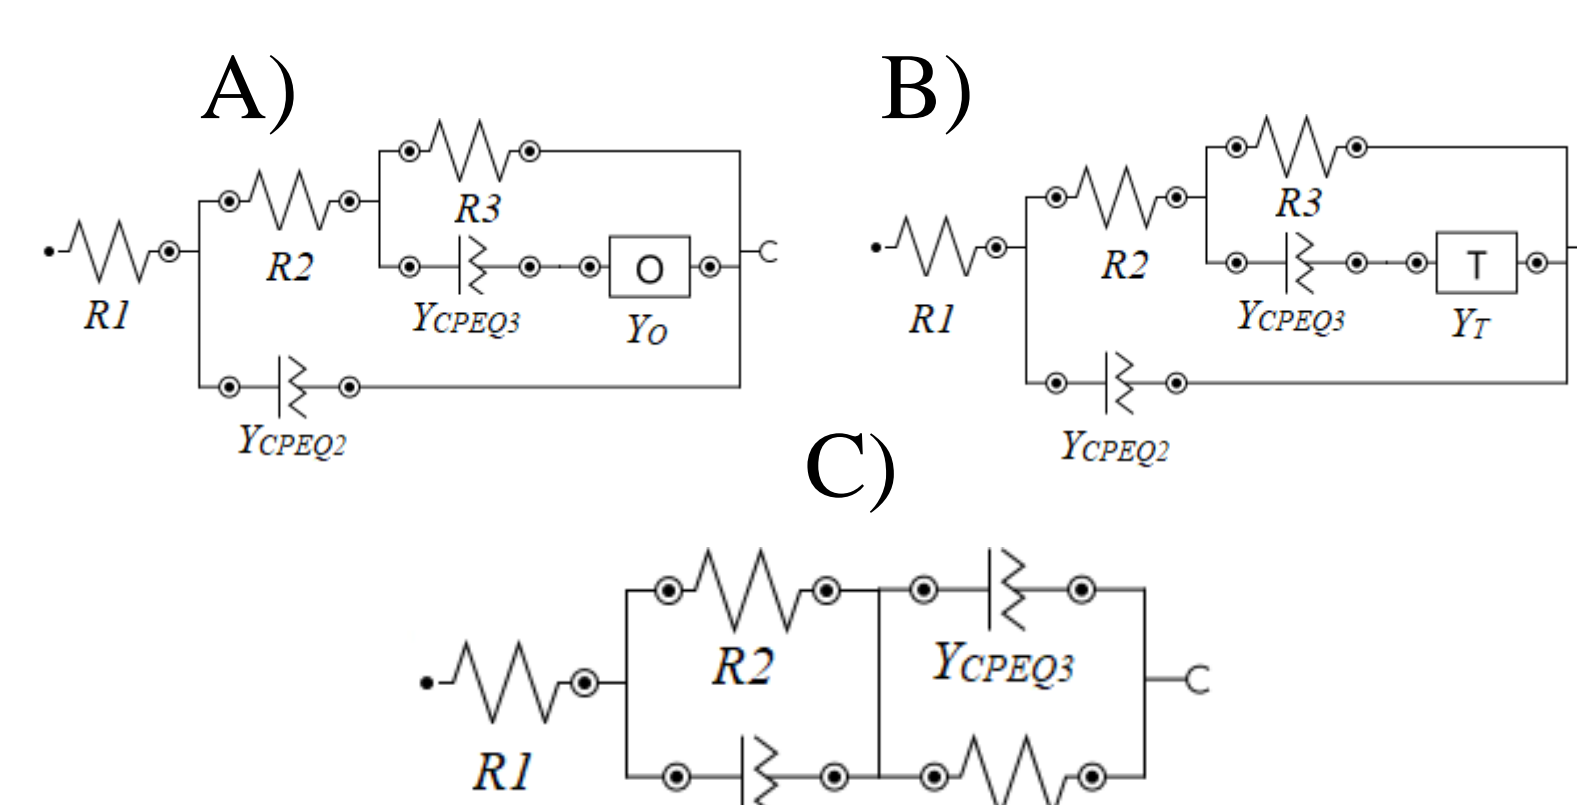 A)
B)
R3
R3
R2
O
R2
T
R1
YCPEQ3
YO
R1
YCPEQ3
YT
YCPEQ2
YCPEQ2
C)
R2
YCPEQ3
R1